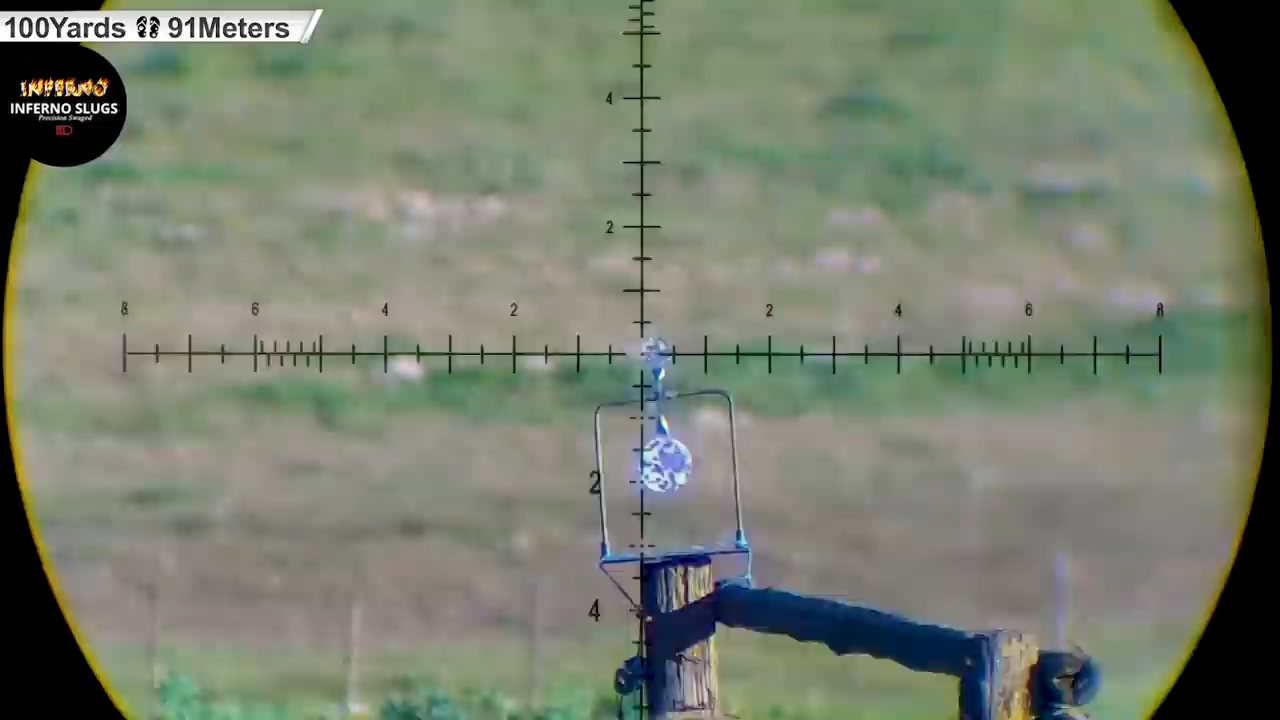 100Yards 91Meters
INFERNO
INFERNO SLUGS
Precision Swaged
4
2
8 6 4 2 2 4 6 8
2
4